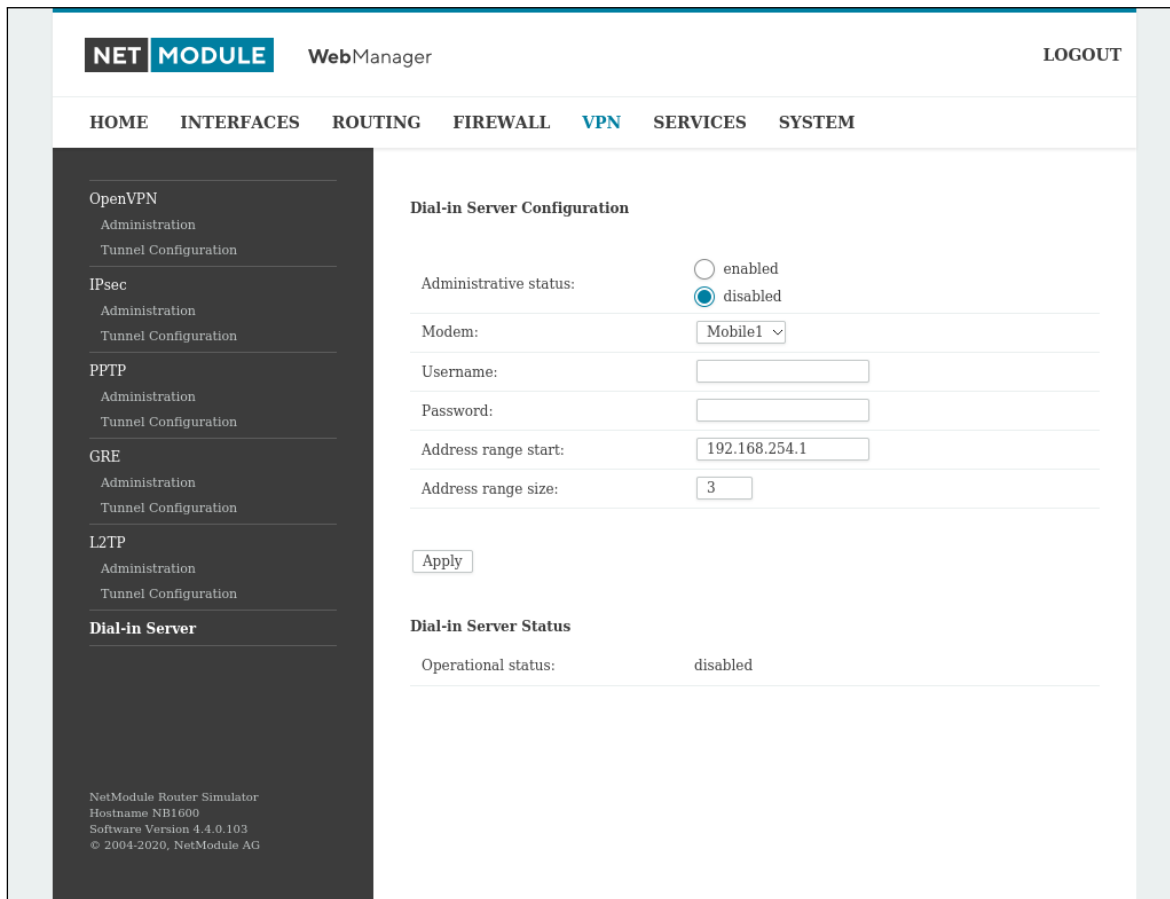 NET MODULE WebManager LOGOUT
HOME INTERFACES ROUTING FIREWALL VPN SERVICES SYSTEM
OpenVPN
Administration
Tunnel Configuration
IPsec
Administration
Tunnel Configuration
PPTP
Administration
Tunnel Configuration
GRE
Administration
Tunnel Configuration
L2TP
Administration
Tunnel Configuration
Dial-in Server
NetModule Router Simulator
Hostname NB1600
Software Version 4.4.0.103
© 2004-2020, NetModule AG
Dial-in Server Configuration
Administrative status: enabled
disabled
Modem: Mobile1
Username:
Password:
Address range start: 192.168.254.1
Address range size: 3
Apply
Dial-in Server Status
Operational status: disabled